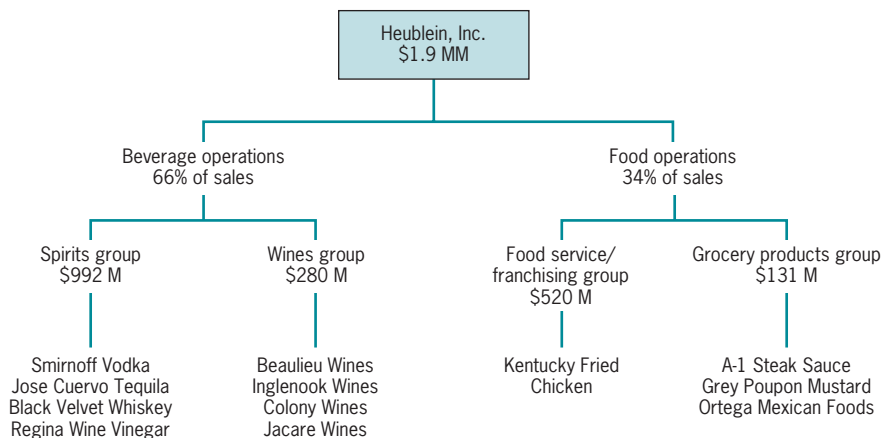 Heublein, Inc.
$1.9 MM
Beverage operations
66% of sales
Food operations
34% of sales
Spirits group
$992 M
Wines group
$280 M
Food service/
franchising group
$520 M
Grocery products group
$131 M
Smirnoff Vodka
Jose Cuervo Tequila
Black Velvet Whiskey
Regina Wine Vinegar
Beaulieu Wines
Inglenook Wines
Colony Wines
Jacare Wines
Kentucky Fried
Chicken
A-1 Steak Sauce
Grey Poupon Mustard
Ortega Mexican Foods